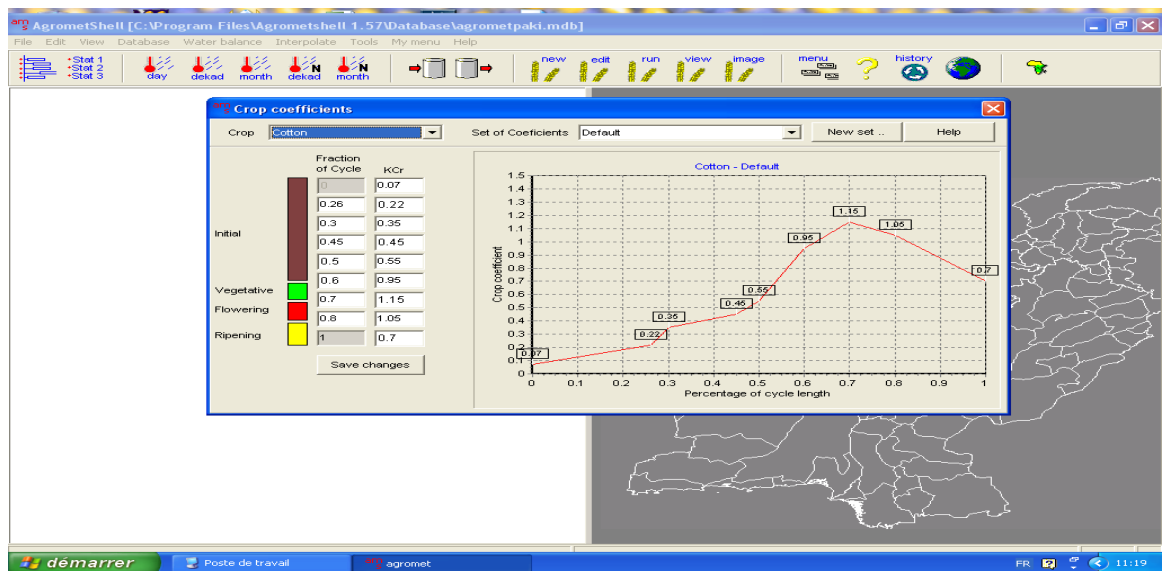 ams AgrometShell [C:\Program Files\Agrometshell 1.57\Database\agrometpaki.mdb]
File Edit View Database Water balance Interpolate Tools My menu Help
Stat 1
Stat 2
Stat 3
day dekad month dekad month N N new edit run view image menu history
Crop coefficients
Crop Cotton Set of Coeficients Default New set .. Help
Fraction of Cycle KCr
0 0.07
0.26 0.22
0.3 0.35
Initial
0.45 0.45
0.5 0.55
0.6 0.95
Vegetative
0.7 1.15
Flowering
0.8 1.05
Ripening
1 0.7
Save changes
Cotton - Default
1.5
1.3
1.2
1.1
1
0.9
0.8
0.7
0.6
0.5
0.4
0.3
0.2
0.1
0
Crop coefficient
0.07 0.22 0.35 0.45 0.55 0.95 1.15 1.05 0.7
0 0.1 0.2 0.3 0.4 0.5 0.6 0.7 0.8 0.9 1
Percentage of cycle length
démarrer Poste de travail agromet FR 11:19